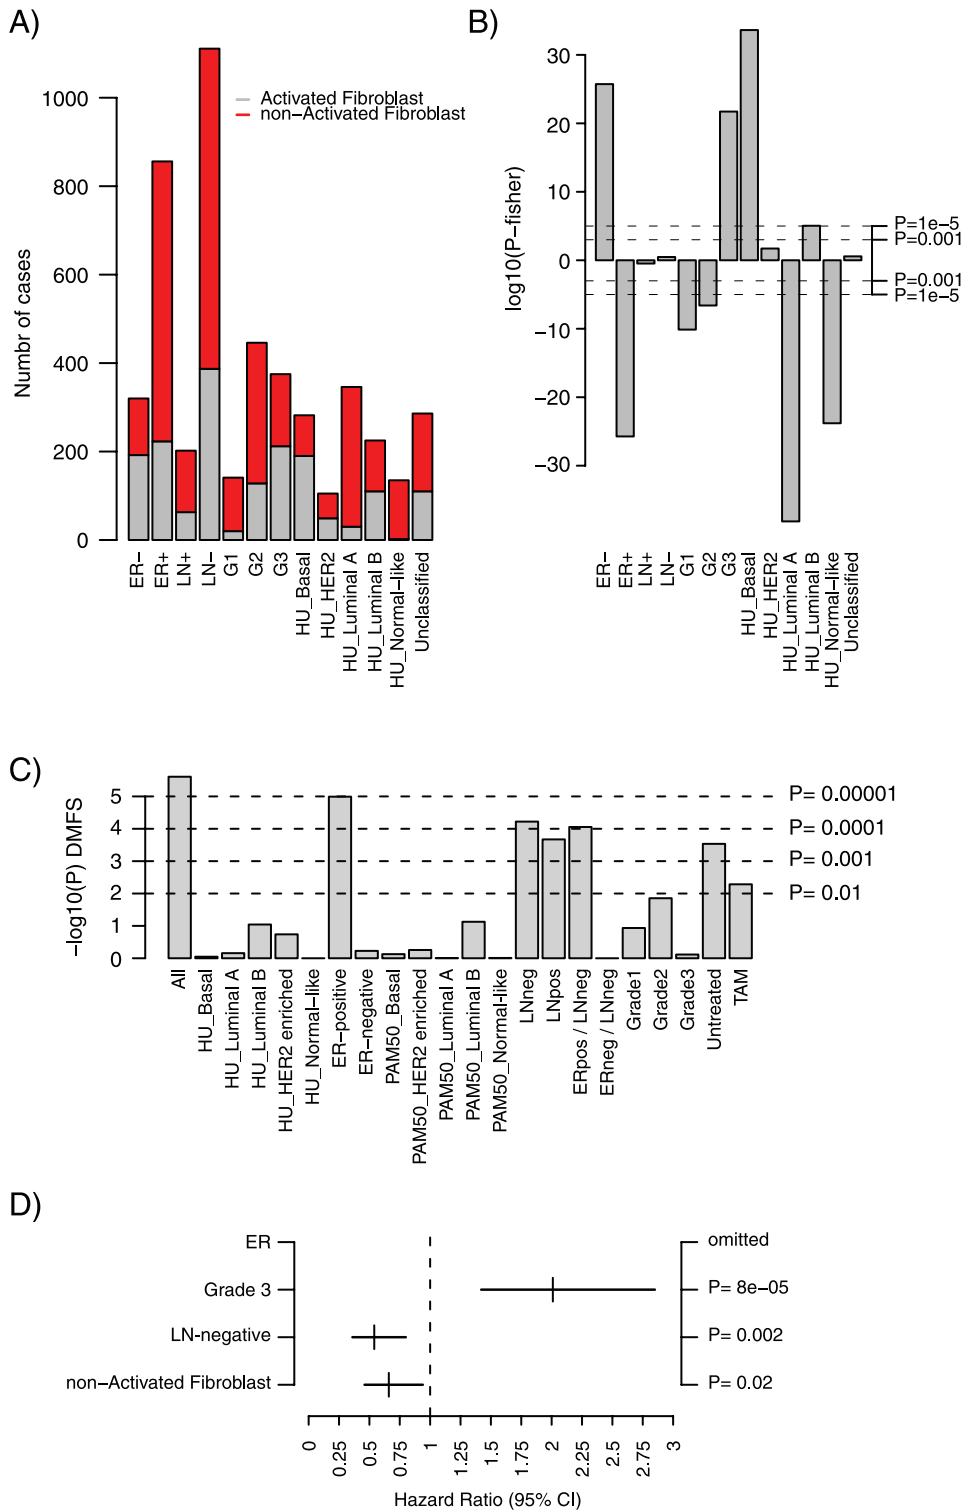 A)
Numbr of cases
1000
800
600
400
200
0
Activated Fibroblast
non-Activated Fibroblast
ER−
ER+
LN+
LN−
G1
G2
G3
HU_Basal
HU_HER2
HU_Luminal A
HU_Luminal B
HU_Normal−like
Unclassified
B)
log10(P−fisher)
30
20
10
0
−10
−20
−30
P=1e−5
P=0.001
P=0.001
P=1e−5
ER−
ER+
LN+
LN−
G1
G2
G3
HU_Basal
HU_HER2
HU_Luminal A
HU_Luminal B
HU_Normal−like
Unclassified
C)
−log10(P) DMFS
5
4
3
2
1
0
P= 0.00001
P= 0.0001
P= 0.001
P= 0.01
All
HU_Basal
HU_Luminal A
HU_Luminal B
HU_HER2 enriched
HU_Normal−like
ER−positive
ER−negative
PAM50_Basal
PAM50_HER2 enriched
PAM50_Luminal A
PAM50_Luminal B
PAM50_Normal-like
LNneg
LNpos
ERpos / LNneg
ERneg / LNneg
Grade1
Grade2
Grade3
Untreated
TAM
D)
ER
omitted
Grade 3
P= 8e−05
LN-negative
P= 0.002
non−Activated Fibroblast
P= 0.02
0
0.25
0.5
0.75
1
1.25
1.5
1.75
2
2.25
2.5
2.75
3
Hazard Ratio (95% CI)